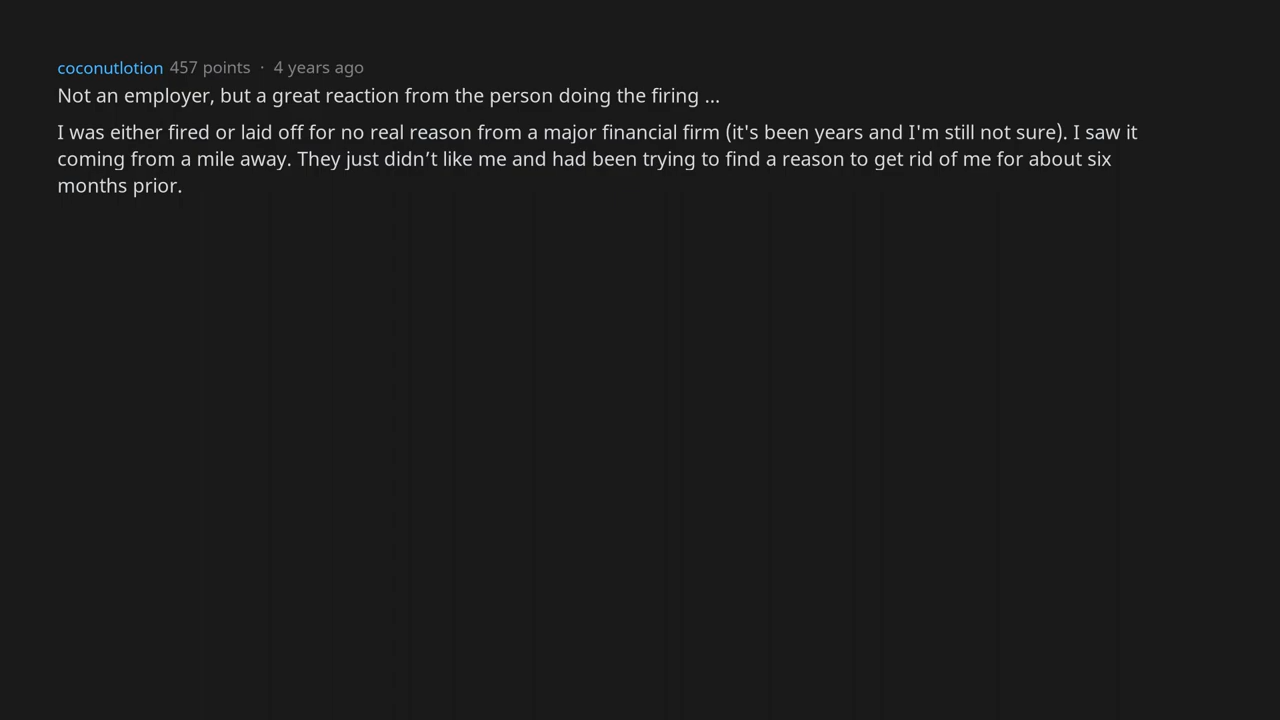 coconutlotion 457 points · 4 years ago
Not an employer, but a great reaction from the person doing the firing ...
I was either fired or laid off for no real reason from a major financial firm (it's been years and I'm still not sure). I saw it
coming from a mile away. They just didn’t like me and had been trying to find a reason to get rid of me for about six
months prior.